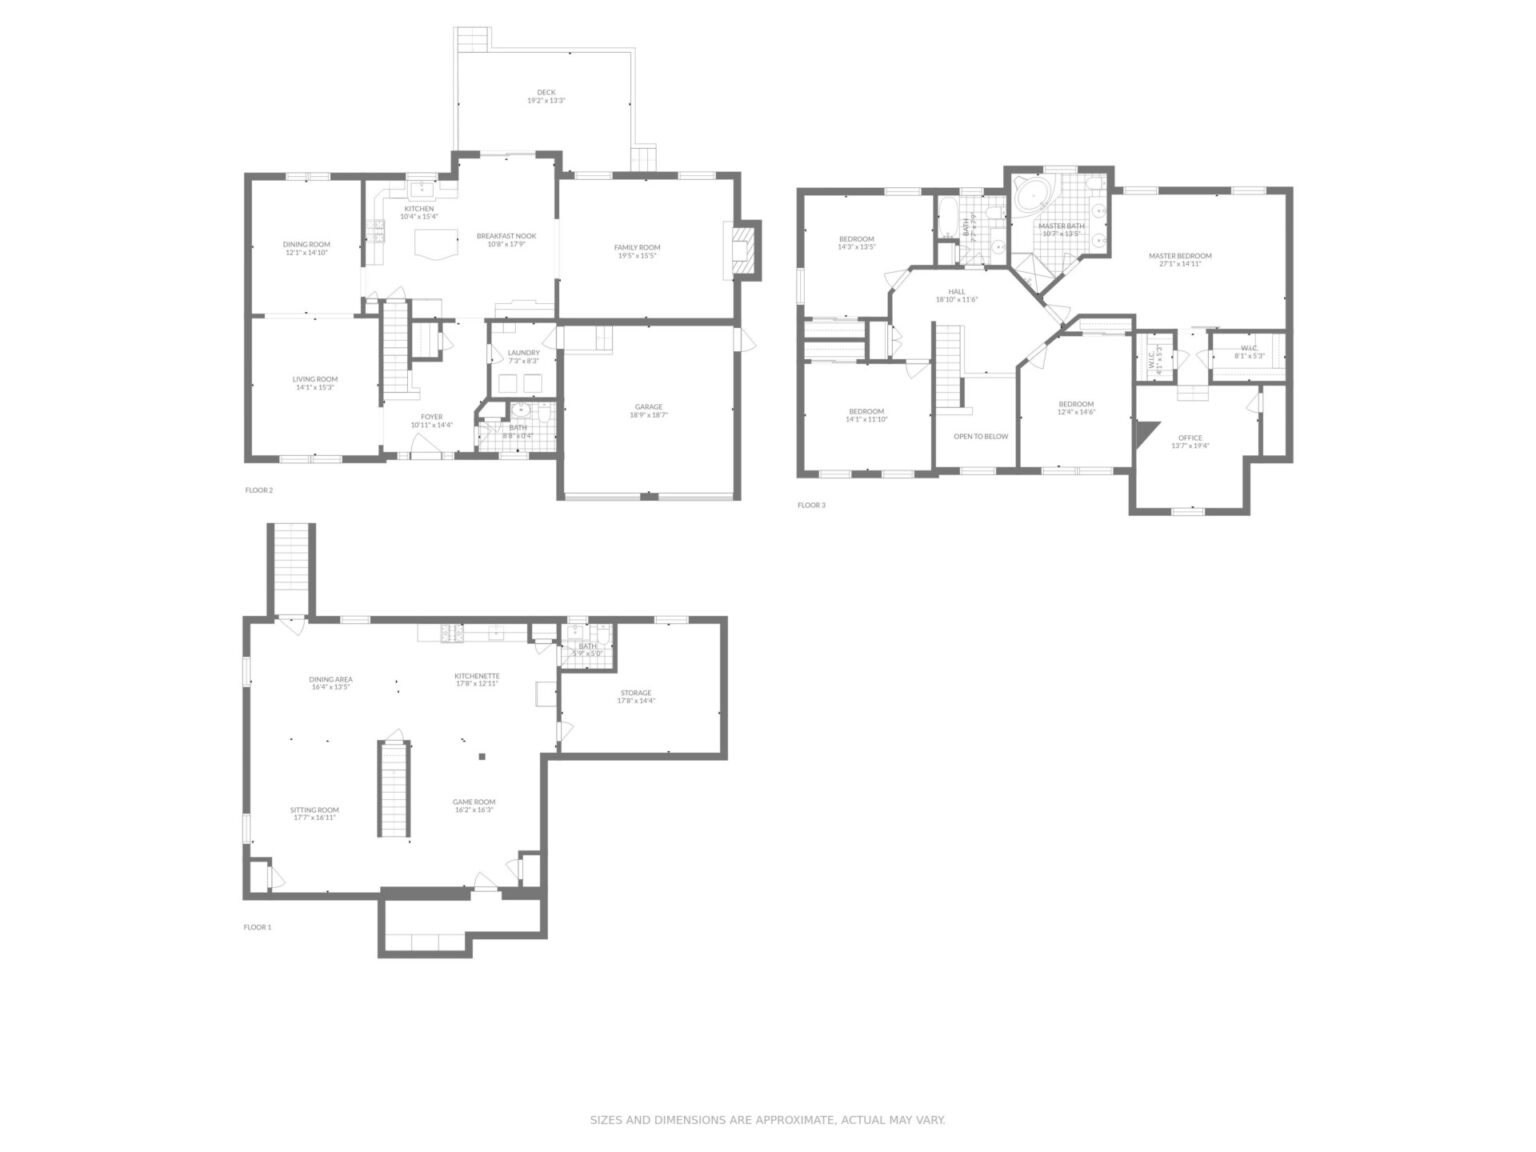 DECK
19'2" x 13'3"
KITCHEN
10'4" x 15'4"
BREAKFAST NOOK
10'8" x 17'9"
DINING ROOM
12'1" x 14'10"
FAMILY ROOM
19'5" x 15'5"
LAUNDRY
7'3" x 8'3"
LIVING ROOM
14'1" x 15'3"
GARAGE
18'9" x 18'7"
FOYER
10'11" x 14'4"
BATH
8'8" x 0'4"
FLOOR 2
BEDROOM
14'3" x 13'5"
BATH
7'7" x 7'9"
MASTER BATH
10'7" x 13'5"
MASTER BEDROOM
27'1" x 14'11"
HALL
18'10" x 11'6"
W.I.C.
4'1" x 5'3"
W.I.C.
8'1" x 5'3"
BEDROOM
14'1" x 11'10"
BEDROOM
12'4" x 14'6"
OPEN TO BELOW
OFFICE
13'7" x 19'4"
FLOOR 3
BATH
5'9" x 5'0"
DINING AREA
16'4" x 13'5"
KITCHENETTE
17'8" x 12'11"
STORAGE
17'8" x 14'4"
SITTING ROOM
17'7" x 16'11"
GAME ROOM
16'2" x 16'3"
FLOOR 1
SIZES AND DIMENSIONS ARE APPROXIMATE, ACTUAL MAY VARY.